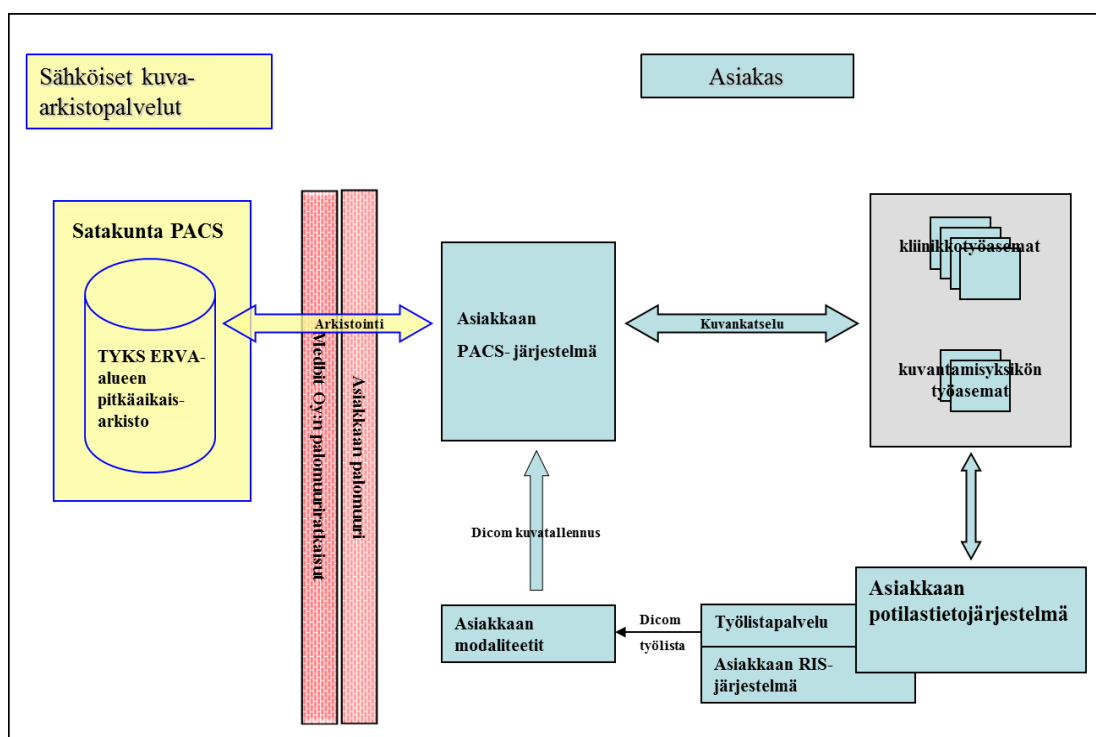 Sähköiset kuva-
arkistopalvelut
Asiakas
Satakunta PACS
TYKS ERVA-
alueen
pitkäaikais-
arkisto
Arkistointi
Medbit Oy:n palomuuriratkaisut
Asiakkaan palomuuri
Asiakkaan
PACS- järjestelmä
Kuvankatselu
kliinikkotyöasemat
kuvantamisyksikön
työasemat
Dicom kuvatallennus
Asiakkaan
modaliteetit
Dicom
työlista
Työlistapalvelu
Asiakkaan RIS-
järjestelmä
Asiakkaan
potilastietojärjestelmä